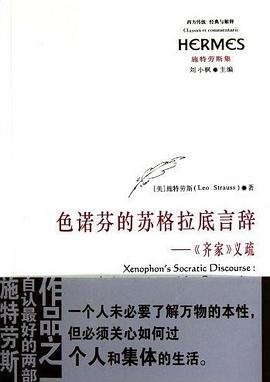 西方传统:经典与解释
Classici et commentarii
HERMES
施特劳斯集
刘小枫●主编
[美]施特劳斯(Leo Strauss)●著
色诺芬的苏格拉底言辞
——《齐家》义疏
Xenophon's Socratic Discourse :
作品之一
自认最好的两部
施特劳斯
一个人未必要了解万物的本性,
但必须关心如何过
个人和集体的生活。